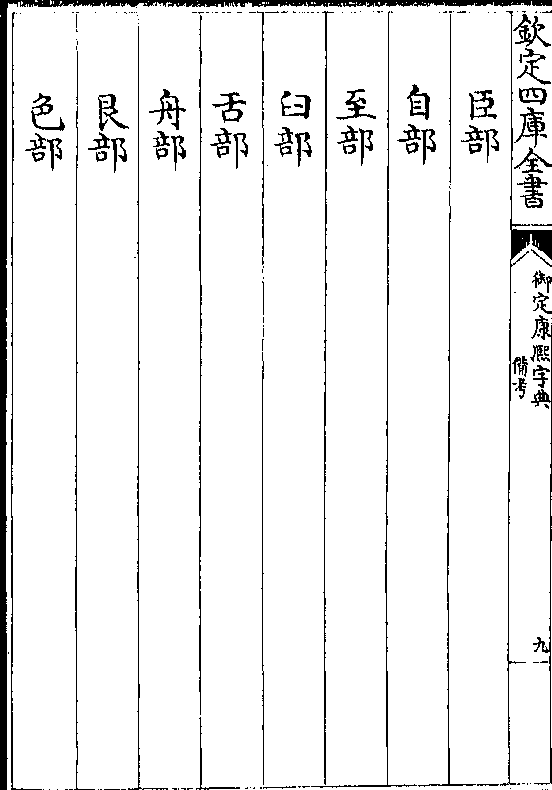 欽定四庫全書
御定康熙字典
備考
九
臣部
自部
至部
臼部
舌部
舟部
艮部
色部